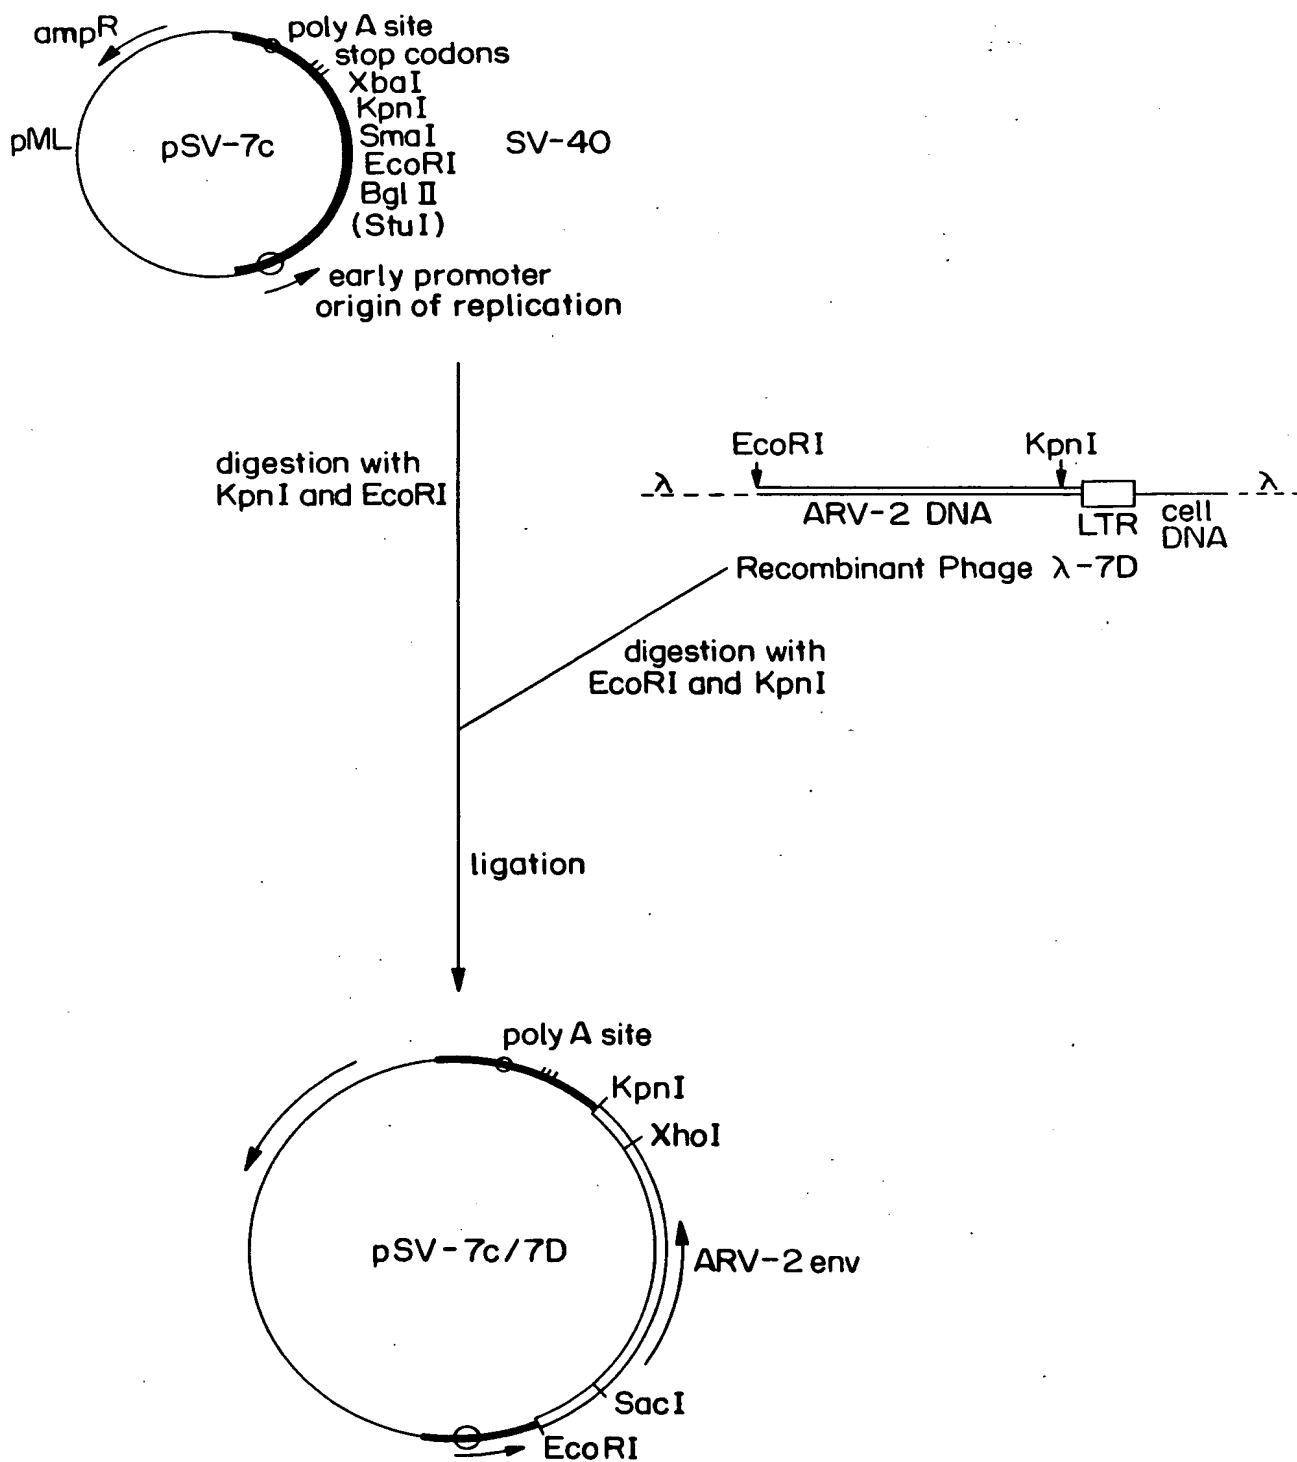 ampR
poly A site
stop codons
XbaI
KpnI
SmaI
EcoRI
Bgl II
(StuI)
pML
pSV-7c
SV-40
early promoter
origin of replication
digestion with
KpnI and EcoRI
EcoRI
KpnI
λ
λ
ARV-2 DNA
LTR
cell
DNA
Recombinant Phage λ-7D
digestion with
EcoRI and KpnI
ligation
poly A site
KpnI
XhoI
pSV-7c/7D
ARV-2 env
SacI
EcoRI